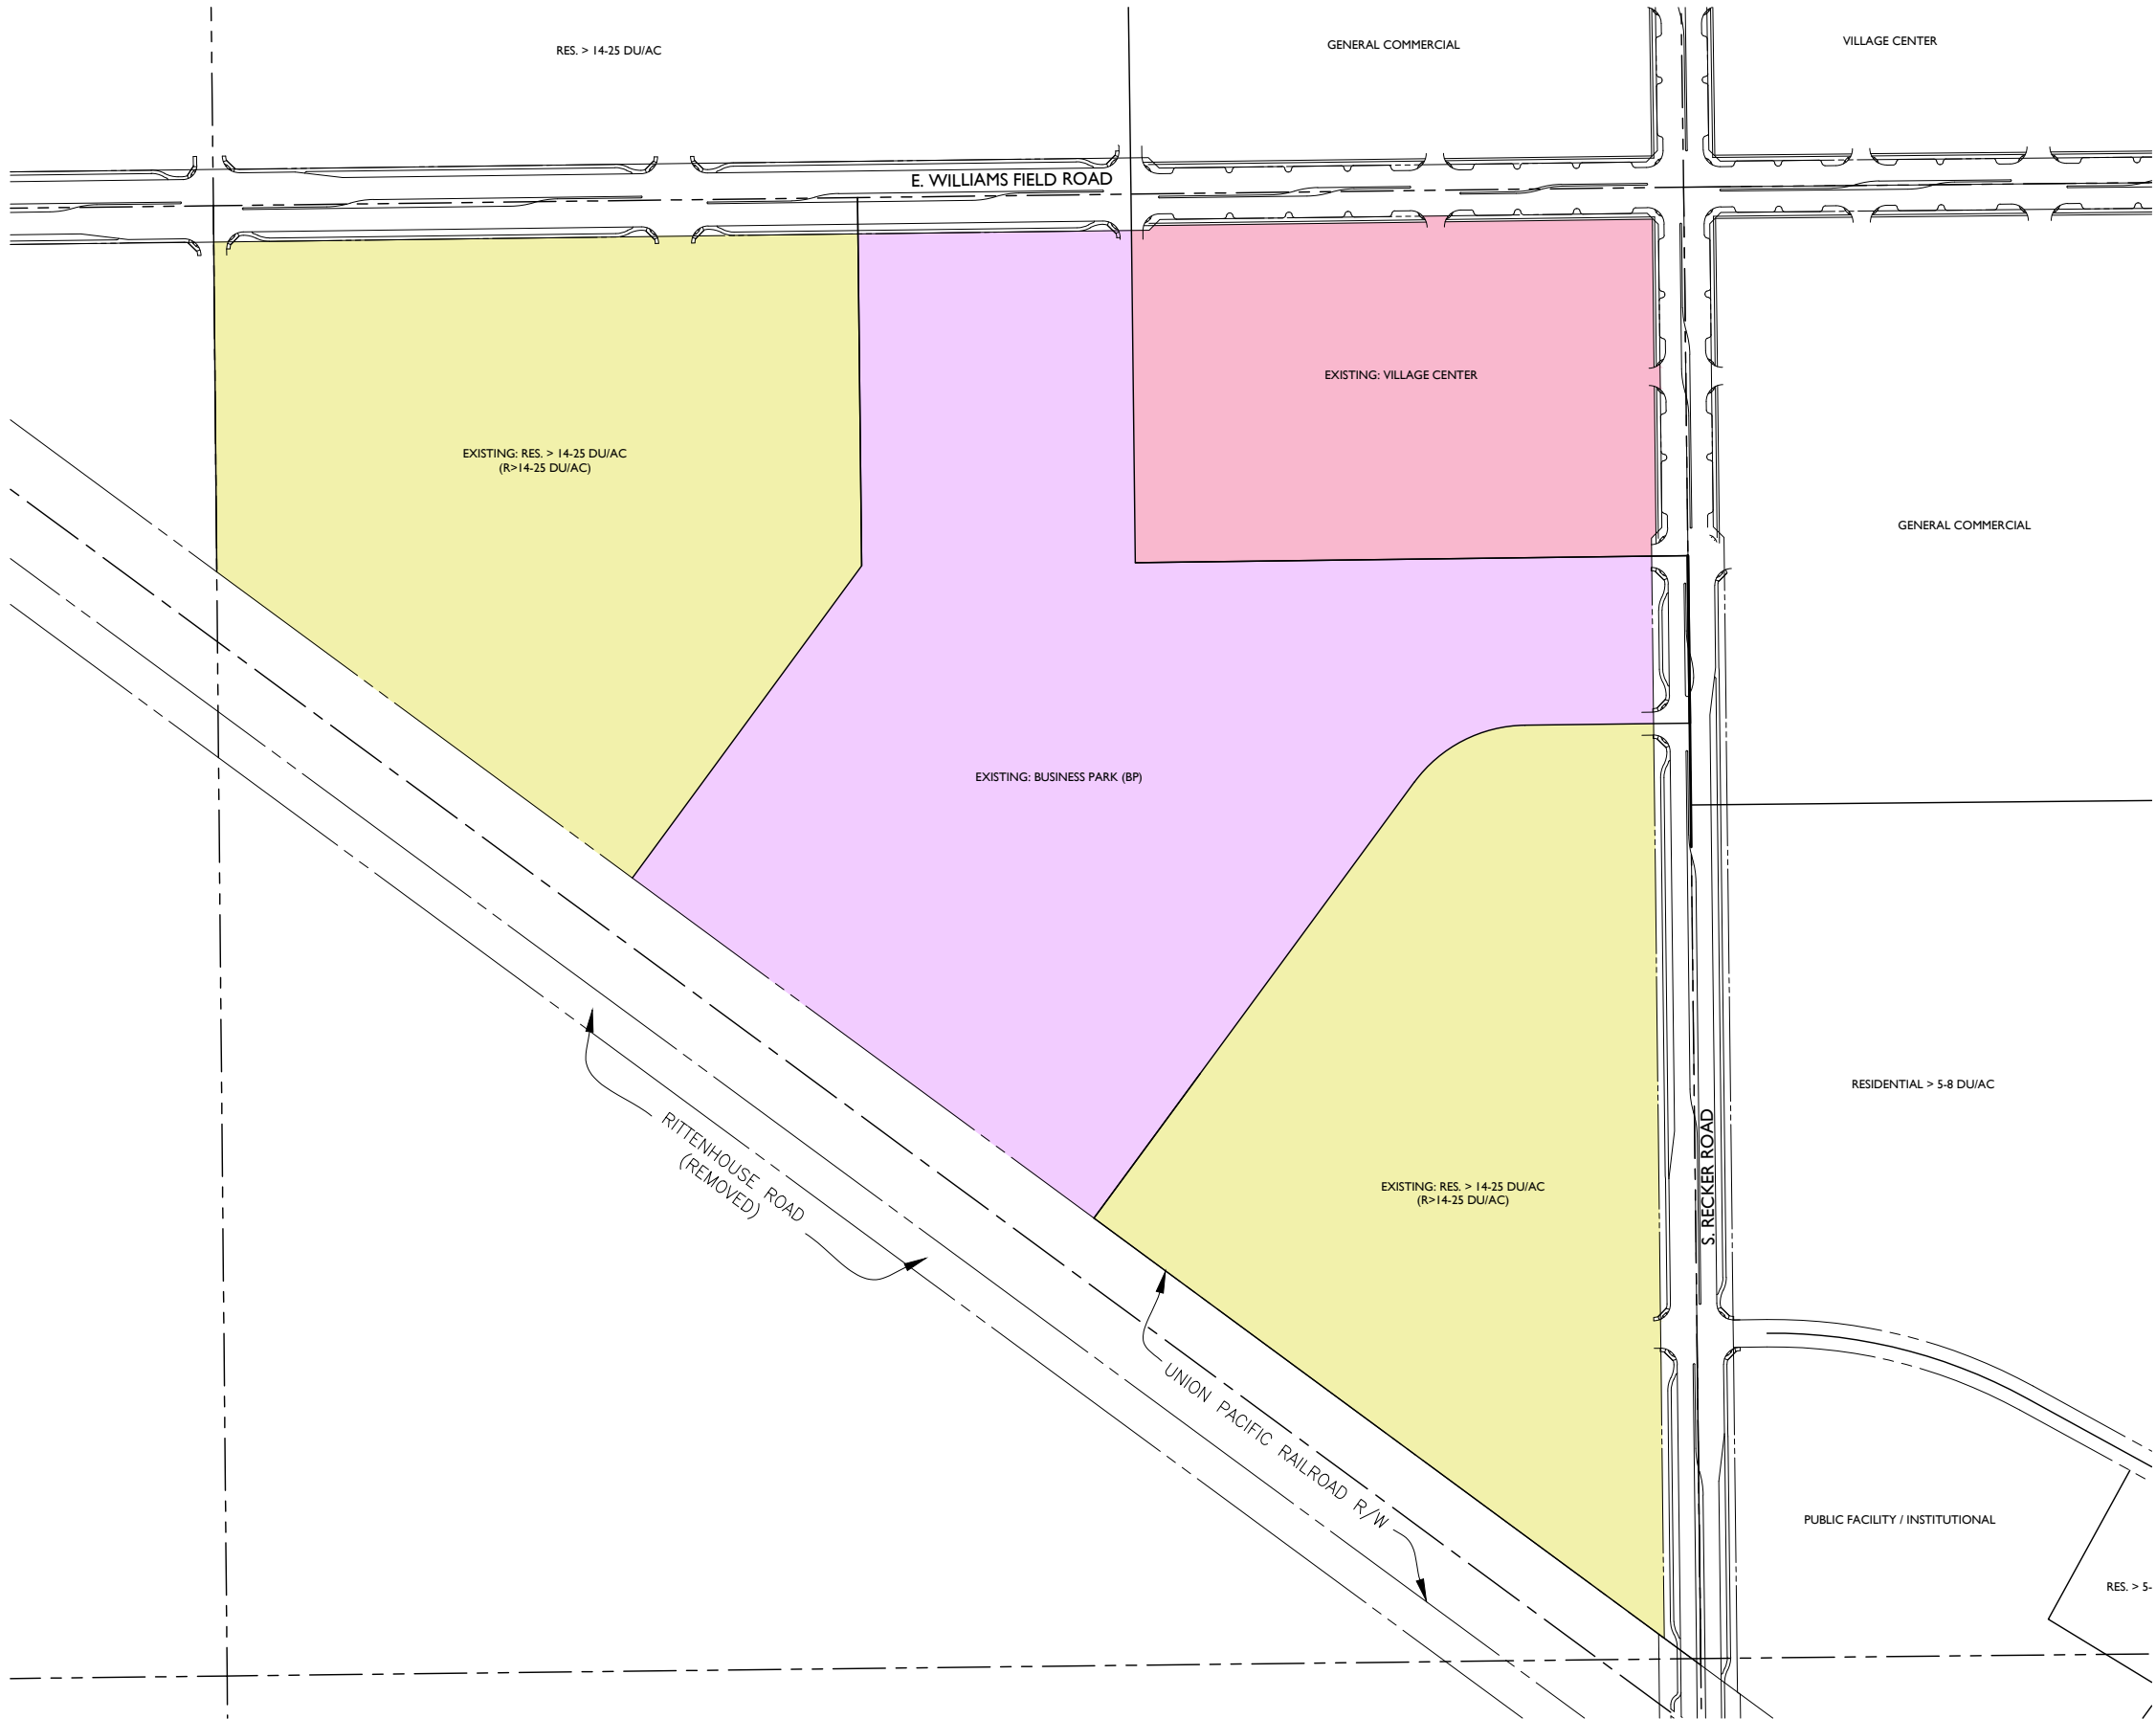 RES. > 14-25 DU/AC
GENERAL COMMERCIAL
VILLAGE CENTER
E. WILLIAMS FIELD ROAD
EXISTING: VILLAGE CENTER
EXISTING: RES. > 14-25 DU/AC
(R>14-25 DU/AC)
GENERAL COMMERCIAL
EXISTING: BUSINESS PARK (BP)
RESIDENTIAL > 5-8 DU/AC
S. RECKER ROAD
RITTENHOUSE ROAD
(REMOVED)
EXISTING: RES. > 14-25 DU/AC
(R>14-25 DU/AC)
UNION PACIFIC RAILROAD R/W
PUBLIC FACILITY / INSTITUTIONAL
RES. > 5-